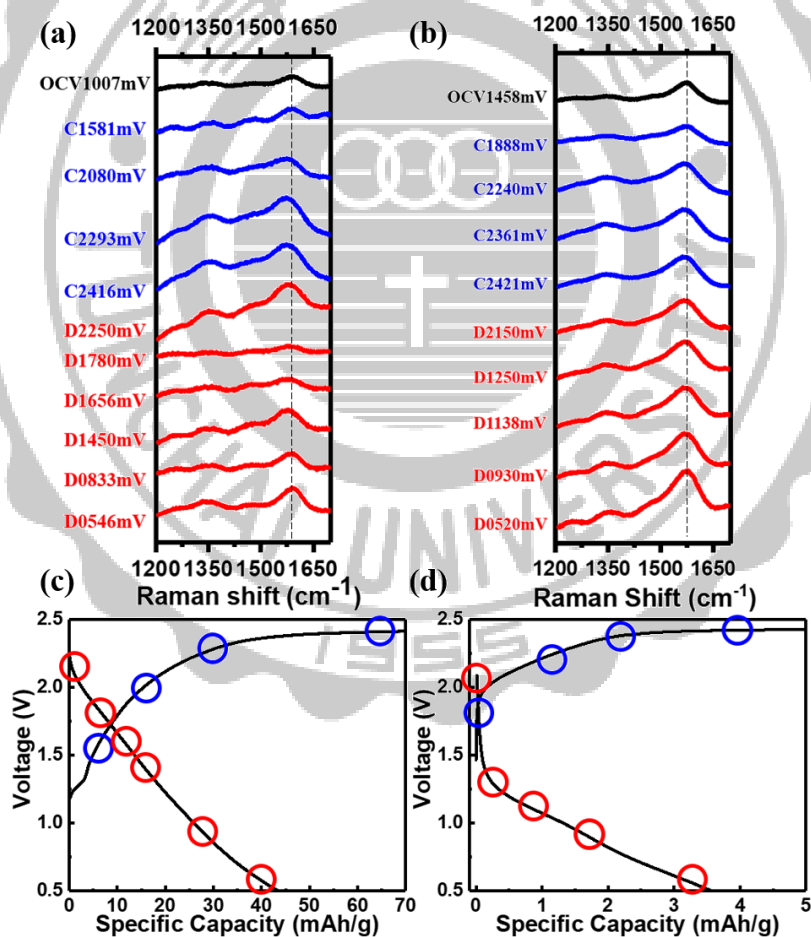 (a)
1200 1350 1500 1650
OCV1007mV
C1581mV
C2080mV
C2293mV
C2416mV
D2250mV
D1780mV
D1656mV
D1450mV
D0833mV
D0546mV
1200 1350 1500 1650
Raman shift (cm-1)
(b)
1200 1350 1500 1650
OCV1458mV
C1888mV
C2240mV
C2361mV
C2421mV
D2150mV
D1250mV
D1138mV
D0930mV
D0520mV
1200 1350 1500 1650
Raman Shift (cm-1)
(c)
2.5
2.0
1.5
1.0
0.5
Voltage (V)
0 10 20 30 40 50 60 70
Specific Capacity (mAh/g)
(d)
2.5
2.0
1.5
1.0
0.5
Voltage (V)
0 1 2 3 4 5
Specific Capacity (mAh/g)
UNIVERSITY
1955